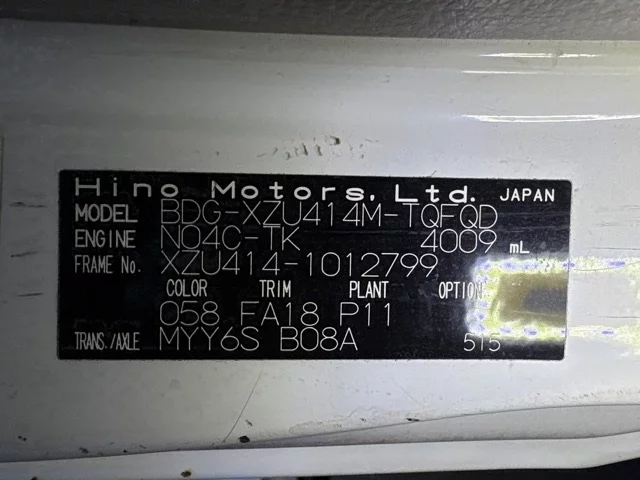 Hino Motors, Ltd. JAPAN
MODEL BDG-XZU414M-TQFQD
ENGINE N04C-TK 4009 mL
FRAME No. XZU414-1012799
COLOR TRIM PLANT OPTION
058 FA18 P11
TRANS./AXLE MYY6S B08A 515